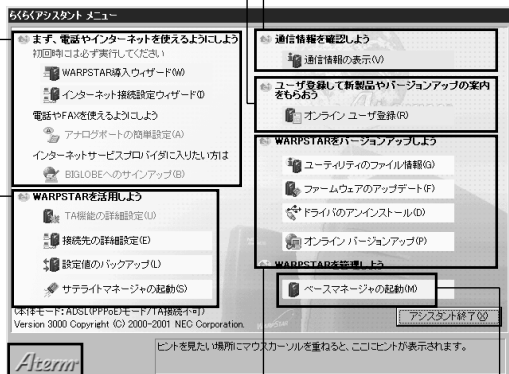 らくらくアシスタント メニュー
まず、電話やインターネットを使えるようにしよう
初回時には必ず実行してください
WARPSTAR導入ウィザード(W)
インターネット接続設定ウィザード(I)
電話やFAXを使えるようにしよう
アナログポートの簡単設定(A)
インターネットサービスプロバイダに入りたい方は
BIGLOBEへのサインアップ(B)
WARPSTARを活用しよう
TA機能の詳細設定(U)
接続先の詳細設定(E)
設定値のバックアップ(L)
サテライトマネージャの起動(S)
通信情報を確認しよう
通信情報の表示(V)
ユーザ登録して新製品やバージョンアップの案内
をもらおう
オンライン ユーザ登録(R)
WARPSTARをバージョンアップしよう
ユーティリティのファイル情報(G)
ファームウェアのアップデート(F)
ドライバのアンインストール(D)
オンライン バージョンアップ(P)
WARPSTARを管理しよう
ベースマネージャの起動(M)
(本体モード:ADSL(PPPoE)モード/TA接続不可)
Version 3000 Copyright (C) 2000-2001 NEC Corporation.
アシスタント終了(X)
Aterm
ヒントを見たい場所にマウスカーソルを重ねると、ここにヒントが表示されます。